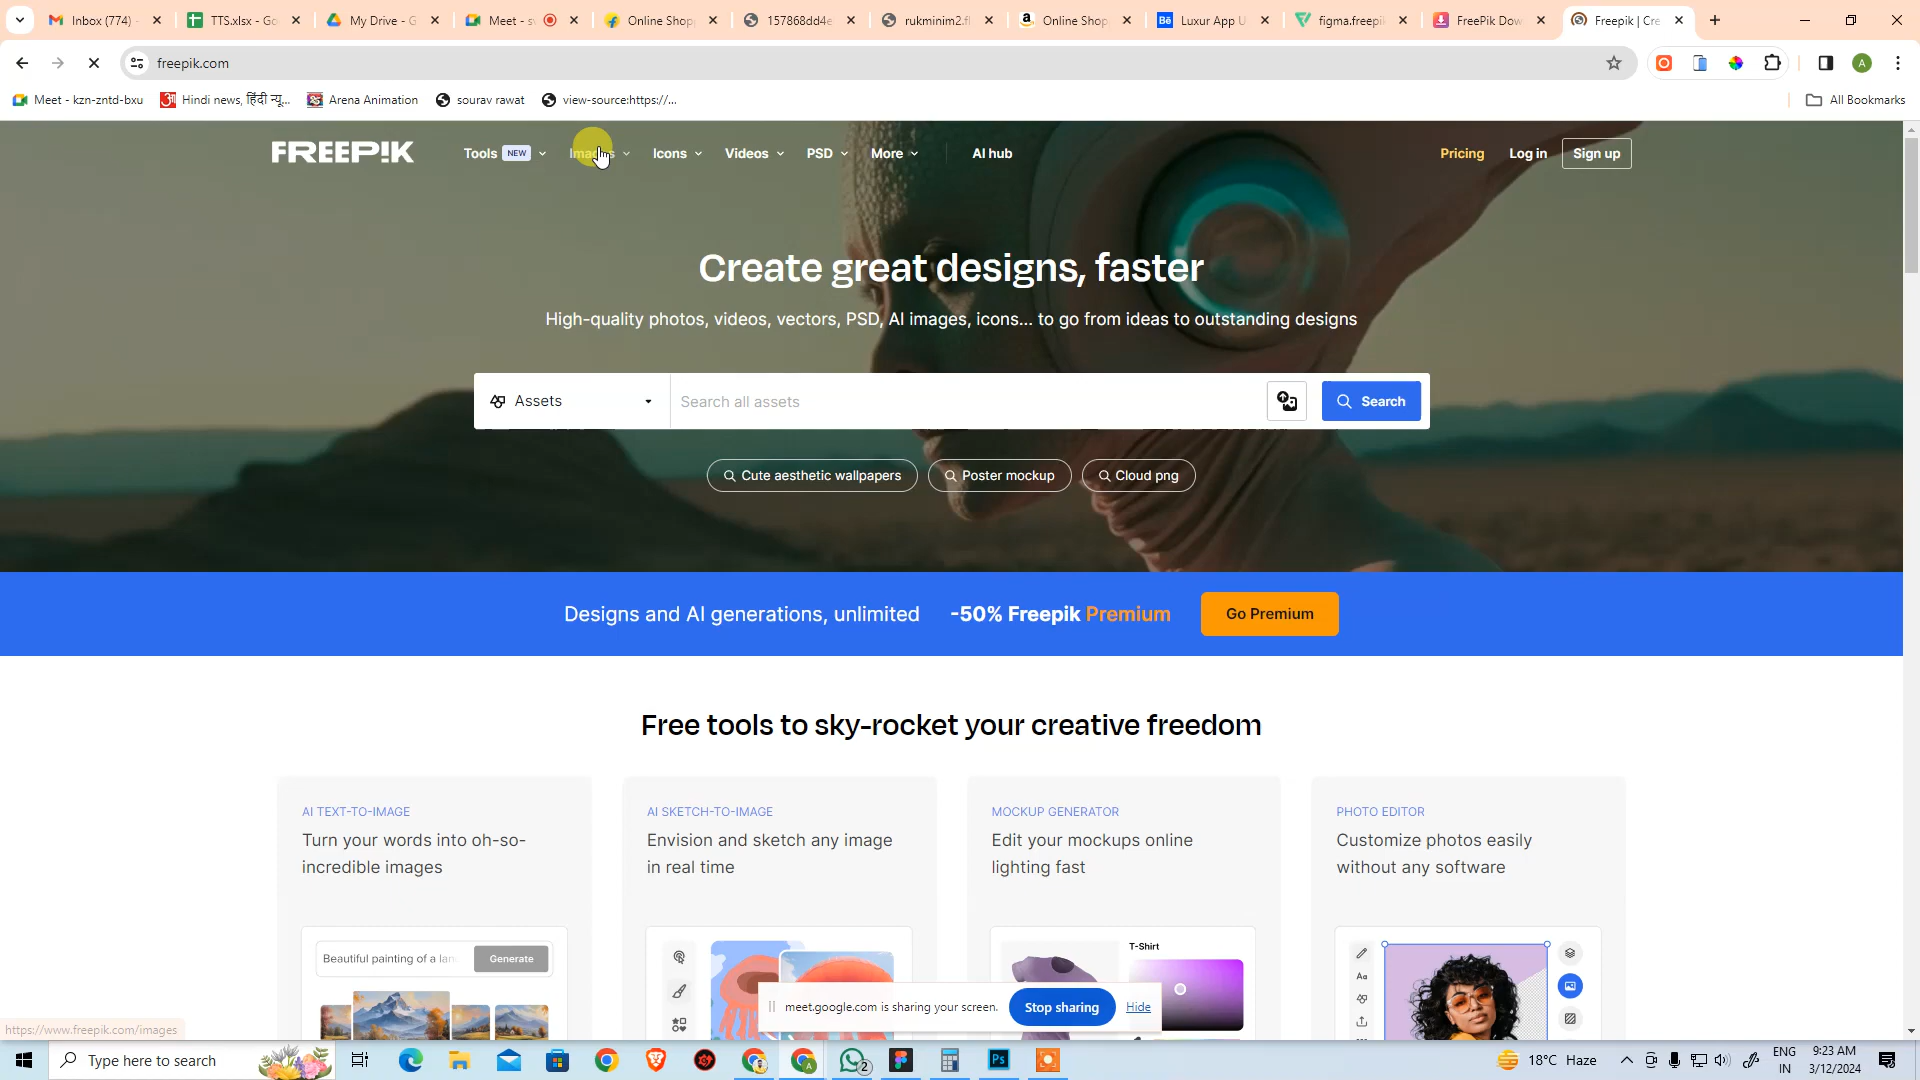 Inbox (774)
TTS.xlsx - Go
My Drive - G
Meet - s
Online Shop
157868dd4e
rukminim2.fl
Online Shop
Luxur App U
figma.freepik
FreePik Dow
Freepik | Cre
freepik.com
A
Meet - kzn-zntd-bxu
Hindi news, हिंदी न्यू...
Arena Animation
sourav rawat
view-source:https://...
All Bookmarks
FREEP!K
Tools NEW
Images
Icons
Videos
PSD
More
AI hub
Pricing
Log in
Sign up
Create great designs, faster
High-quality photos, videos, vectors, PSD, AI images, icons... to go from ideas to outstanding designs
Assets
Search all assets
Search
Cute aesthetic wallpapers
Poster mockup
Cloud png
Designs and AI generations, unlimited
-50% Freepik Premium
Go Premium
Free tools to sky-rocket your creative freedom
AI TEXT-TO-IMAGE
Turn your words into oh-so-
incredible images
AI SKETCH-TO-IMAGE
Envision and sketch any image
in real time
MOCKUP GENERATOR
Edit your mockups online
lighting fast
PHOTO EDITOR
Customize photos easily
without any software
Beautiful painting of a lan
Generate
T-Shirt
Aa
meet.google.com is sharing your screen.
Stop sharing
Hide
https://www.freepik.com/images
Type here to search
Ps
2
18°C Haze
ENG
IN
9:23 AM
3/12/2024